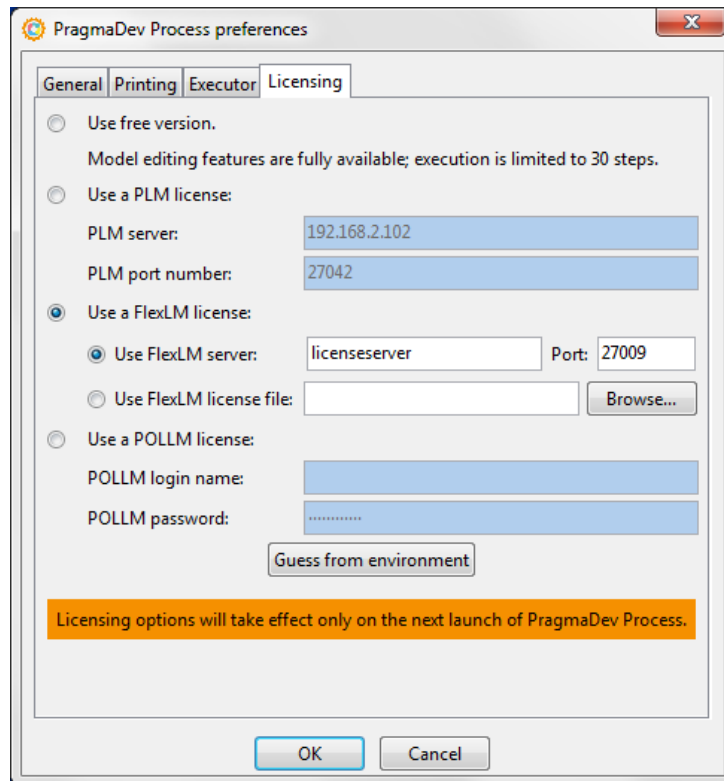 PragmaDev Process preferences
General Printing Executor Licensing
Use free version.
Model editing features are fully available; execution is limited to 30 steps.
Use a PLM license:
PLM server: 192.168.2.102
PLM port number: 27042
Use a FlexLM license:
Use FlexLM server: licenseserver Port: 27009
Use FlexLM license file: Browse...
Use a POLLM license:
POLLM login name:
POLLM password: ············
Guess from environment
Licensing options will take effect only on the next launch of PragmaDev Process.
OK Cancel